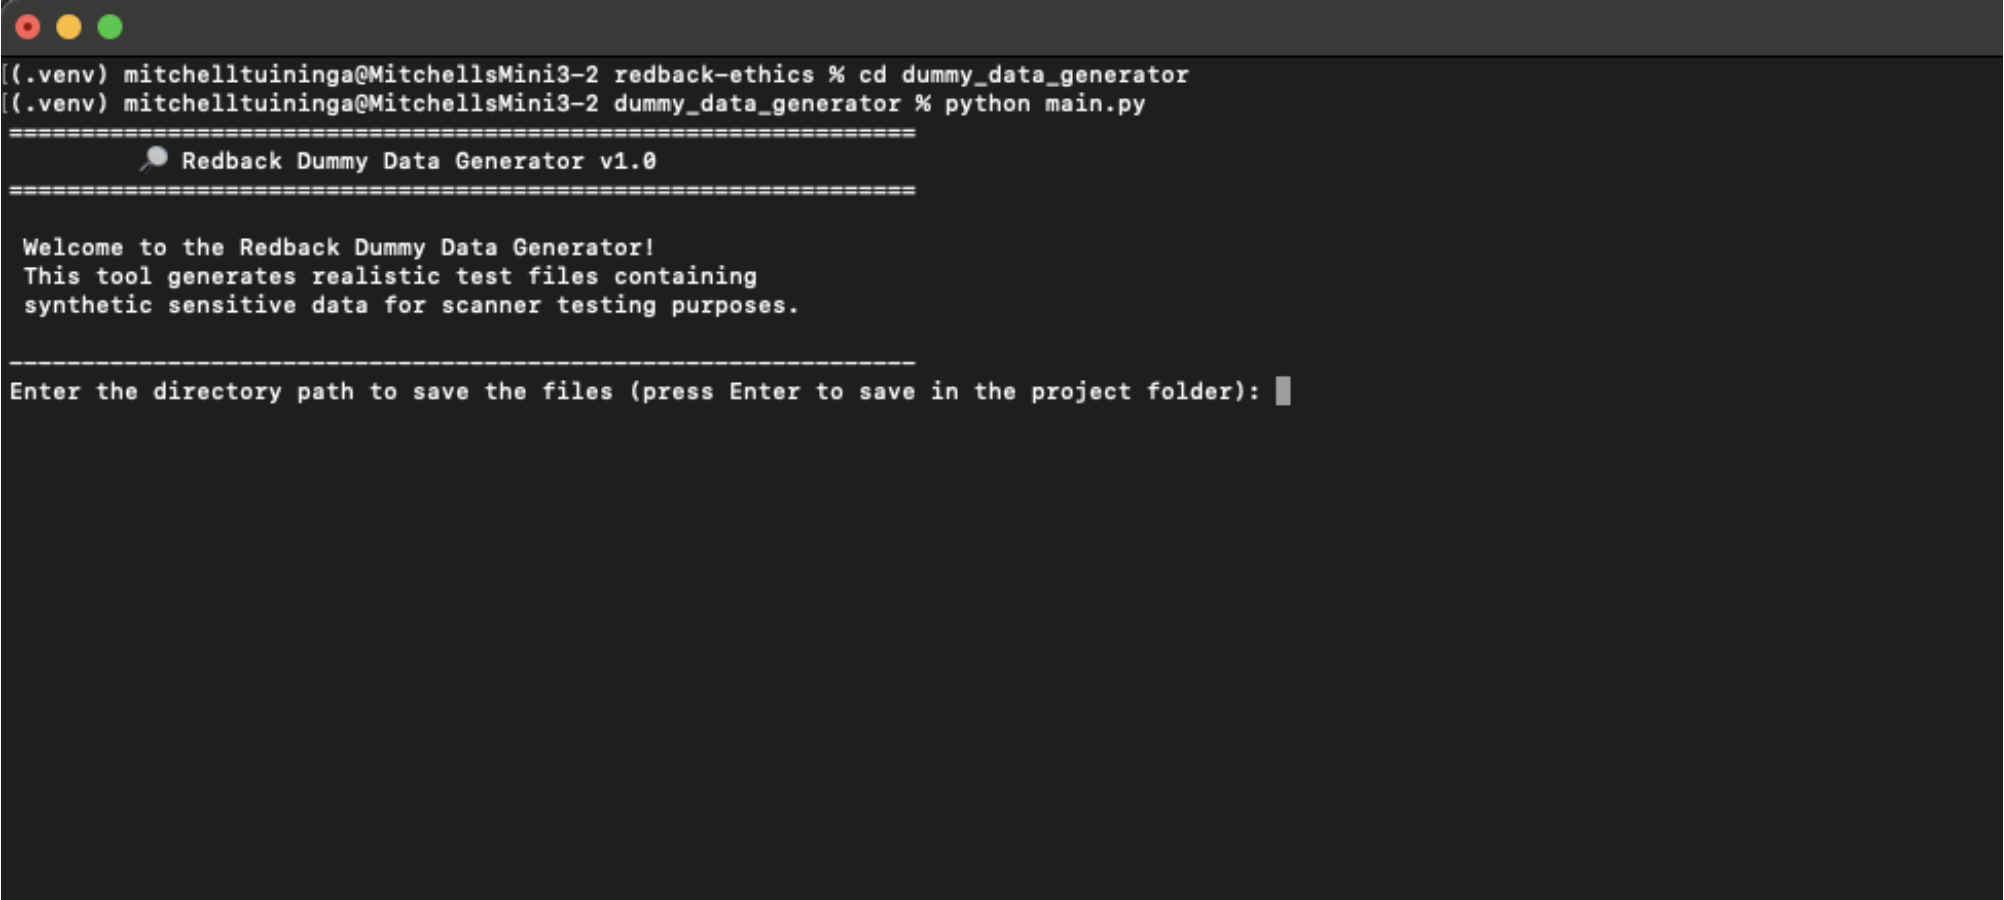 [(.venv) mitchelltuininga@MitchellsMini3-2 redback-ethics % cd dummy_data_generator
[(.venv) mitchelltuininga@MitchellsMini3-2 dummy_data_generator % python main.py
===============================================================
🔎 Redback Dummy Data Generator v1.0
===============================================================
Welcome to the Redback Dummy Data Generator!
This tool generates realistic test files containing
synthetic sensitive data for scanner testing purposes.
---------------------------------------------------------------
Enter the directory path to save the files (press Enter to save in the project folder):